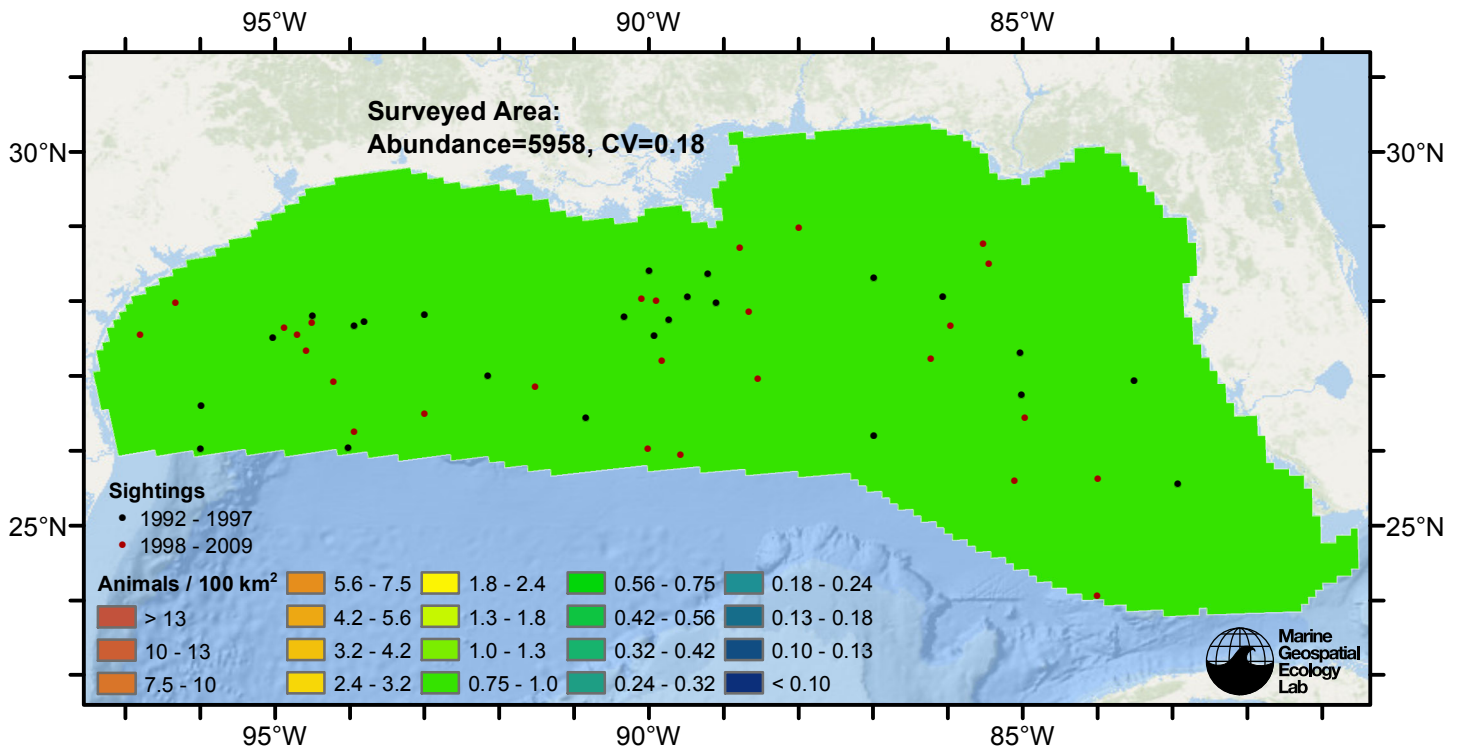 95°W 90°W 85°W
Surveyed Area:
Abundance=5958, CV=0.18
30°N 30°N
Sightings
1992 - 1997
1998 - 2009
25°N 25°N
Animals / 100 km²
> 13
10 - 13
7.5 - 10
5.6 - 7.5
4.2 - 5.6
3.2 - 4.2
2.4 - 3.2
1.8 - 2.4
1.3 - 1.8
1.0 - 1.3
0.75 - 1.0
0.56 - 0.75
0.42 - 0.56
0.32 - 0.42
0.24 - 0.32
0.18 - 0.24
0.13 - 0.18
0.10 - 0.13
< 0.10
Marine
Geospatial
Ecology
Lab
95°W 90°W 85°W